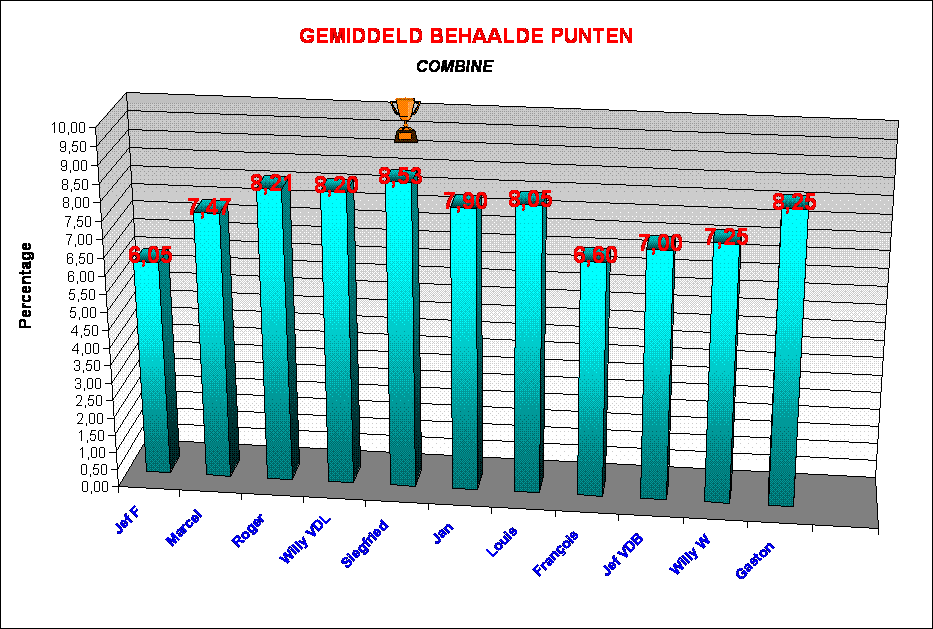 GEMIDDELD BEHAALDE PUNTEN
COMBINE
Percentage
10,00
9,50
9,00
8,50
8,00
7,50
7,00
6,50
6,00
5,50
5,00
4,50
4,00
3,50
3,00
2,50
2,00
1,50
1,00
0,50
0,00
6,05
7,47
8,21
8,20
8,53
7,90
8,05
6,60
7,00
7,25
8,25
Jef F
Marcel
Roger
Willy VDL
Siegfried
Jan
Louis
François
Jef VDB
Willy W
Gaston